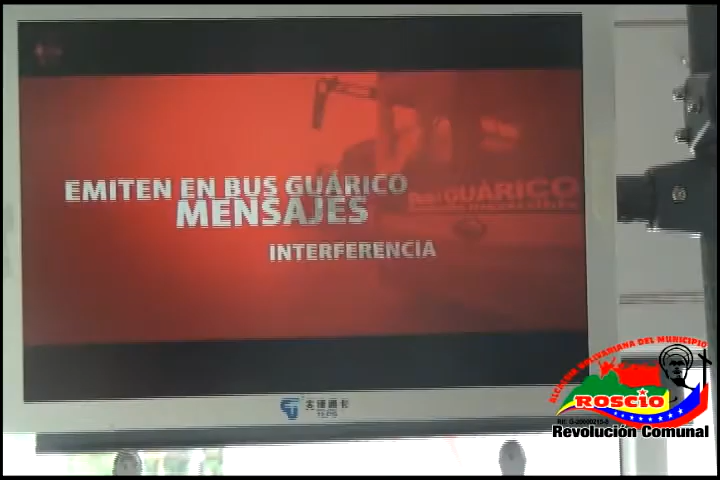 EMITEN EN BUS GUÁRICO
MENSAJES
INTERFERENCIA
GUÁRICO
ALCALDÍA BOLIVARIANA DEL MUNICIPIO
ROSCIO
Revolución Comunal